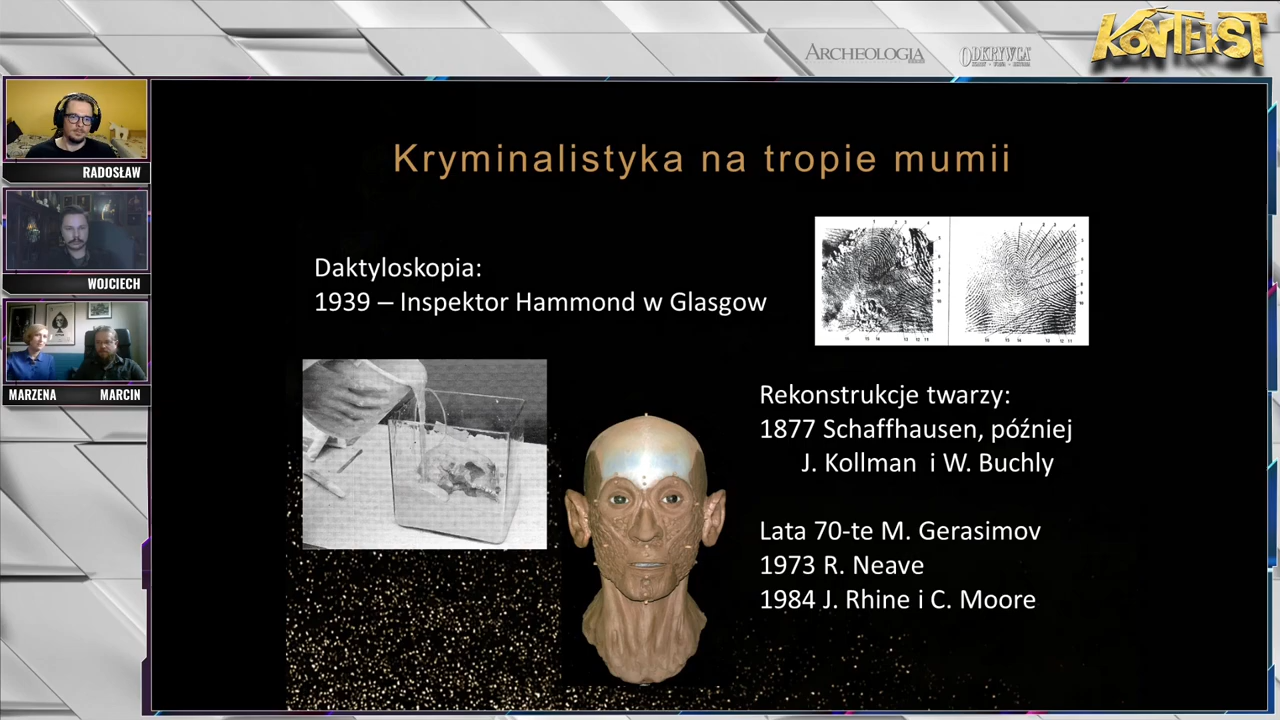 KONTEKST
ARCHEOLOGIA
ODKRYWCA
RADOSŁAW
WOJCIECH
MARZENA MARCIN
Kryminalistyka na tropie mumii
Daktyloskopia:
1939 – Inspektor Hammond w Glasgow
Rekonstrukcje twarzy:
1877 Schaffhausen, później
J. Kollman i W. Buchly
Lata 70-te M. Gerasimov
1973 R. Neave
1984 J. Rhine i C. Moore